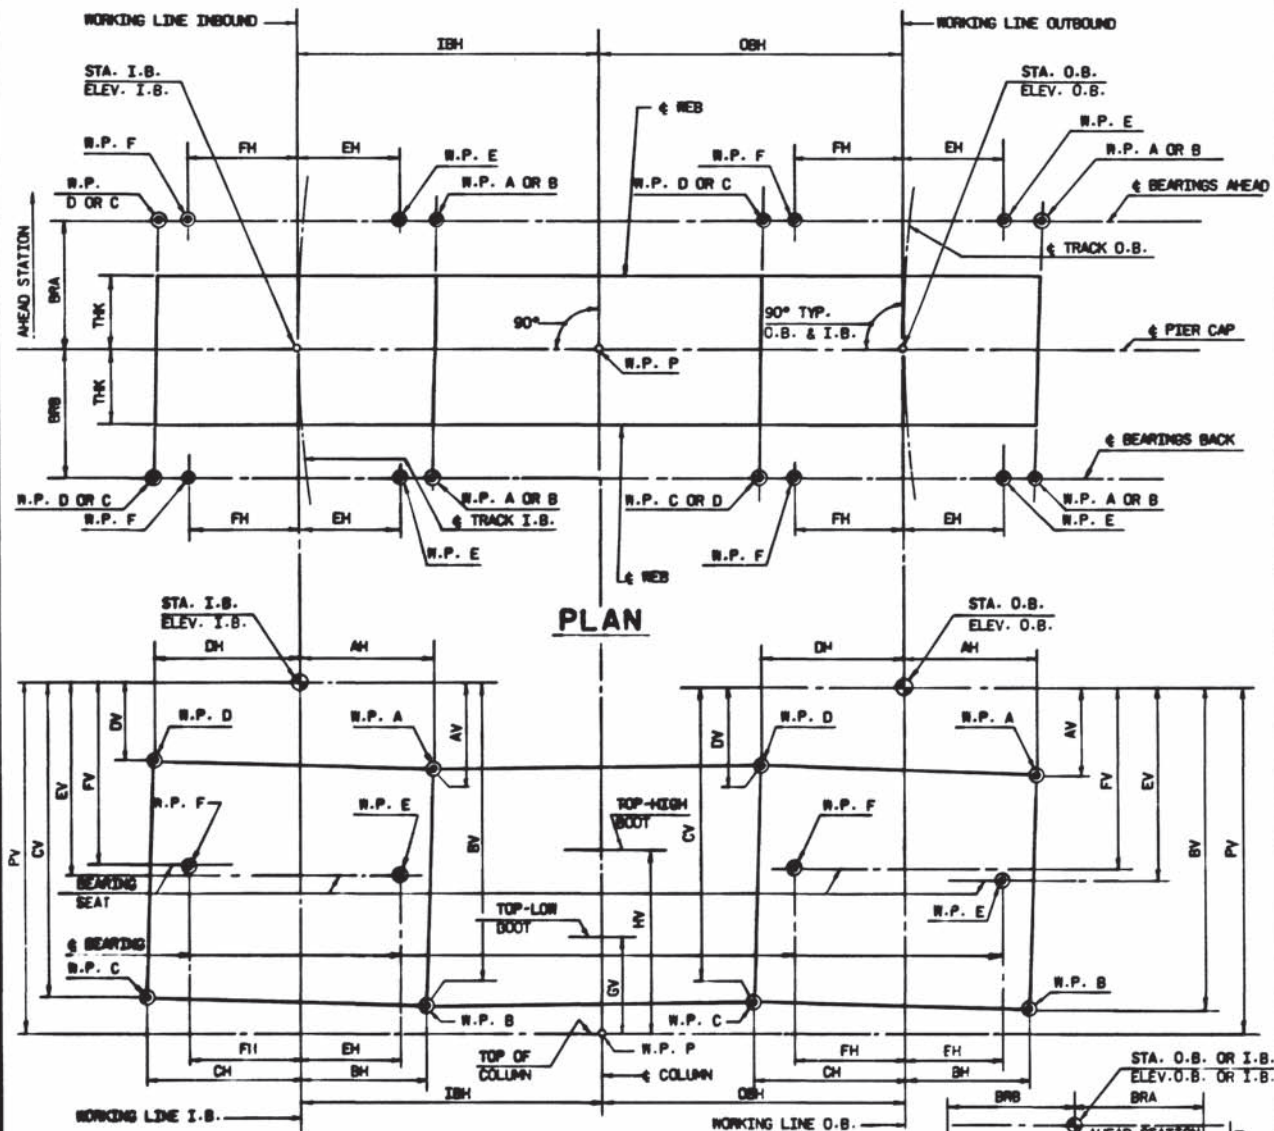 WORKING LINE INBOUND
WORKING LINE OUTBOUND
IBH
OBH
STA. I.B.
ELEV. I.B.
STA. O.B.
ELEV. O.B.
℄ WEB
W.P. F
FH
EH
W.P. E
W.P. F
FH
EH
W.P. E
W.P. A OR B
W.P.
D OR C
W.P. A OR B
W.P. D OR C
℄ BEARINGS AHEAD
AHEAD STATION
BRA
THK
℄ TRACK O.B.
90°
90° TYP.
O.B. & I.B.
℄ PIER CAP
W.P. P
BRB
THK
℄ BEARINGS BACK
W.P. D OR C
W.P. F
FH
EH
W.P. A OR B
℄ TRACK I.B.
W.P. E
W.P. C OR D
W.P. F
FH
EH
W.P. A OR B
W.P. E
℄ WEB
PLAN
STA. I.B.
ELEV. I.B.
STA. O.B.
ELEV. O.B.
DH
AH
DH
AH
W.P. D
W.P. A
W.P. D
W.P. A
DV
AV
DV
AV
EV
FV
FV
EV
W.P. F
W.P. E
TOP-HIGH
BOOT
W.P. F
PV
CV
BV
CV
BV
PV
BEARING
SEAT
W.P. E
TOP-LOW
BOOT
HV
℄ BEARING
W.P. C
GV
W.P. B
W.P. C
W.P. B
W.P. P
FH
EH
TOP OF
COLUMN
FH
EH
CH
BH
℄ COLUMN
CH
BH
IBH
OBH
WORKING LINE I.B.
WORKING LINE O.B.
STA. O.B. OR I.B.
ELEV.O.B. OR I.B.
BRB
BRA
AHEAD STATION